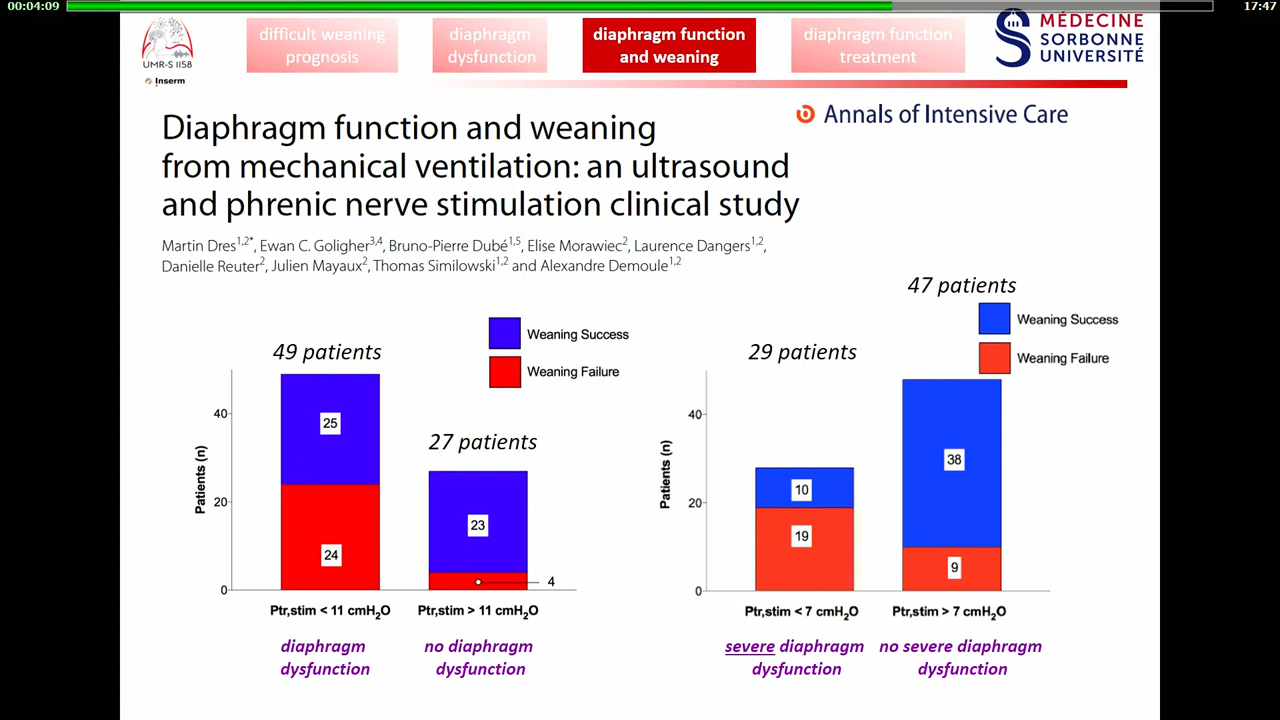 00:04:09
17:47
UMR-S 1158
Inserm
difficult weaning
prognosis
diaphragm
dysfunction
diaphragm function
and weaning
diaphragm function
treatment
MÉDECINE
SORBONNE
UNIVERSITÉ
Diaphragm function and weaning
from mechanical ventilation: an ultrasound
and phrenic nerve stimulation clinical study
Annals of Intensive Care
Martin Dres1,2*, Ewan C. Goligher3,4, Bruno-Pierre Dubé1,5, Elise Morawiec2, Laurence Dangers1,2,
Danielle Reuter2, Julien Mayaux2, Thomas Similowski1,2 and Alexandre Demoule1,2
49 patients
27 patients
Weaning Success
Weaning Failure
Patients (n)
40
20
0
25
24
23
4
Ptr,stim < 11 cmH2O
Ptr,stim > 11 cmH2O
diaphragm
dysfunction
no diaphragm
dysfunction
29 patients
47 patients
Weaning Success
Weaning Failure
Patients (n)
40
20
0
10
19
38
9
Ptr,stim < 7 cmH2O
Ptr,stim > 7 cmH2O
severe diaphragm
dysfunction
no severe diaphragm
dysfunction